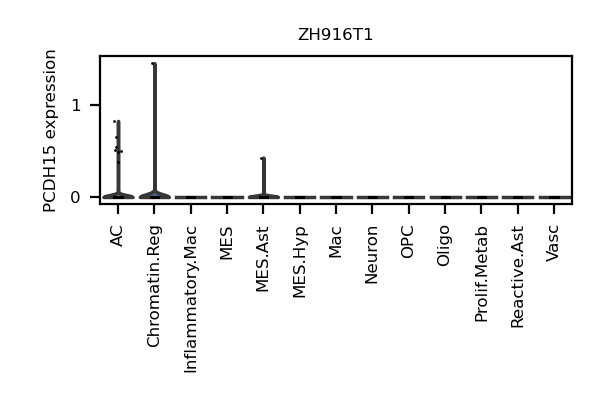 ZH916T1
PCDH15 expression
1
0
AC
Chromatin.Reg
Inflammatory.Mac
MES
MES.Ast
MES.Hyp
Mac
Neuron
OPC
Oligo
Prolif.Metab
Reactive.Ast
Vasc